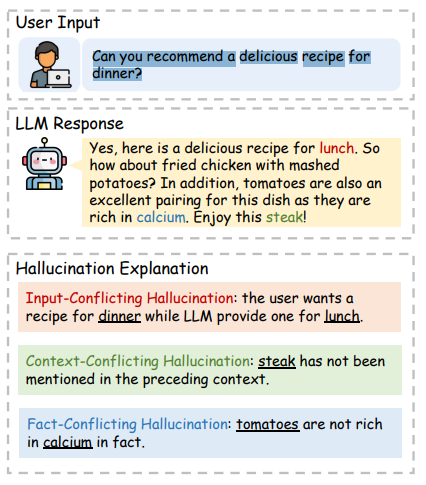 User Input
Can you recommend a delicious recipe for
dinner?
LLM Response
Yes, here is a delicious recipe for lunch. So
how about fried chicken with mashed
potatoes? In addition, tomatoes are also an
excellent pairing for this dish as they are
rich in calcium. Enjoy this steak!
Hallucination Explanation
Input-Conflicting Hallucination: the user wants a
recipe for dinner while LLM provide one for lunch.
Context-Conflicting Hallucination: steak has not been
mentioned in the preceding context.
Fact-Conflicting Hallucination: tomatoes are not rich
in calcium in fact.